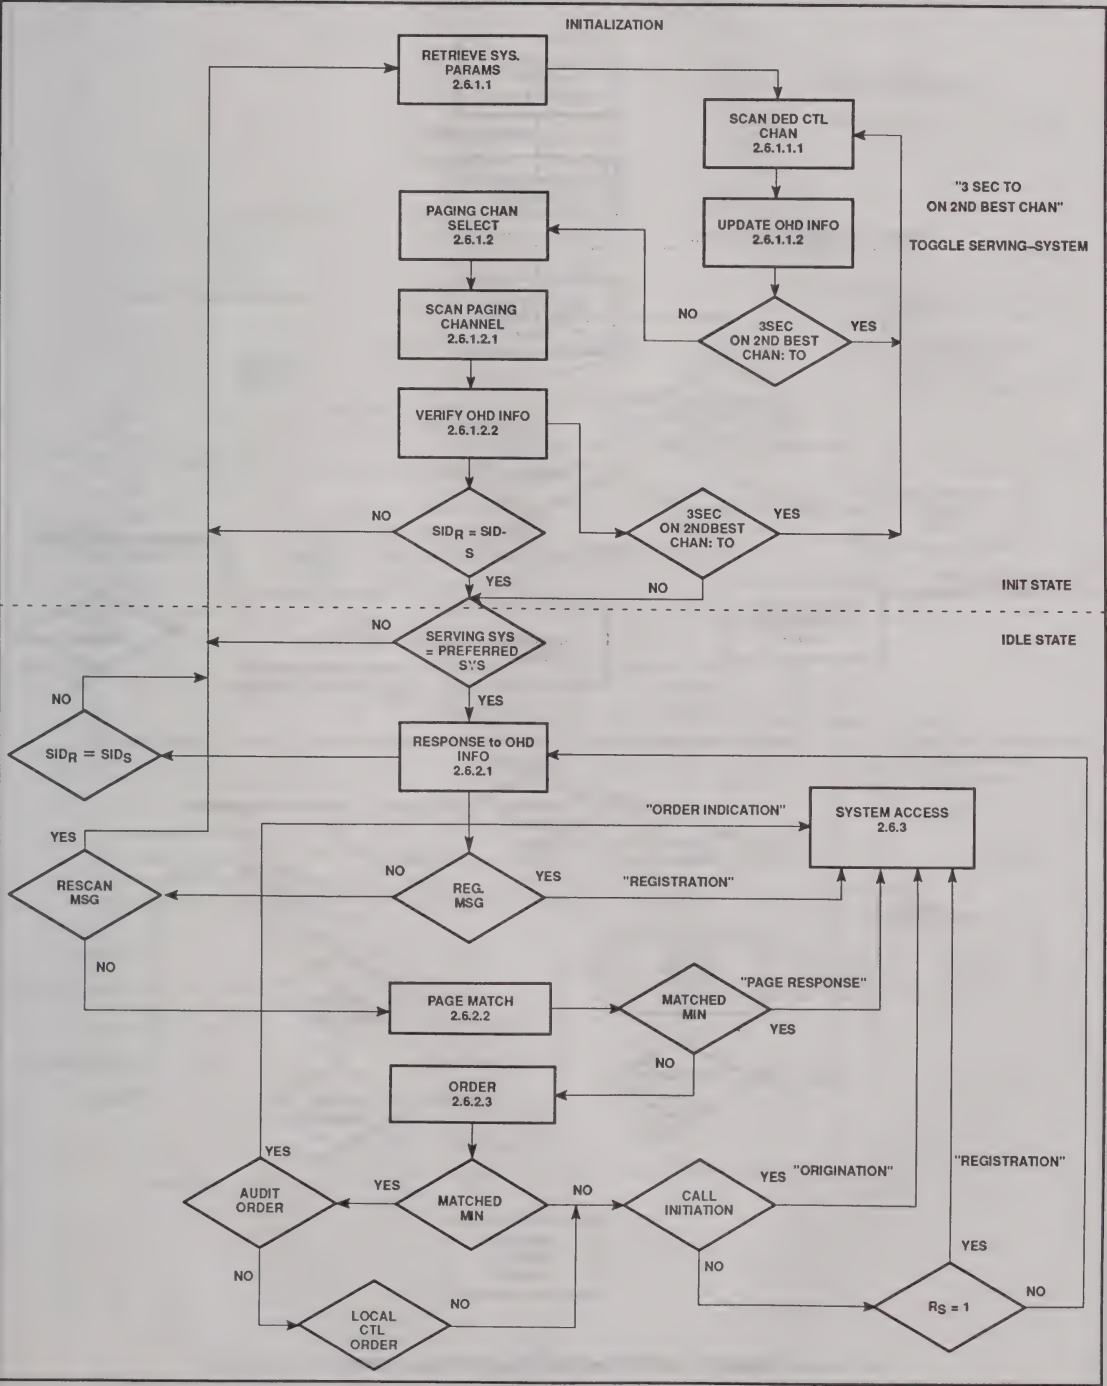 INITIALIZATION
RETRIEVE SYS.
PARAMS
2.6.1.1
SCAN DED CTL
CHAN
2.6.1.1.1
"3 SEC TO
ON 2ND BEST CHAN"
TOGGLE SERVING–SYSTEM
PAGING CHAN
SELECT
2.6.1.2
UPDATE OHD INFO
2.6.1.1.2
SCAN PAGING
CHANNEL
2.6.1.2.1
NO
3SEC
ON 2ND BEST
CHAN: TO
YES
VERIFY OHD INFO
2.6.1.2.2
NO
SIDR = SID-
S
YES
3SEC
ON 2NDBEST
CHAN: TO
YES
NO
INIT STATE
IDLE STATE
NO
SERVING SYS
= PREFERRED
SYS
YES
NO
SIDR = SIDS
RESPONSE to OHD
INFO
2.6.2.1
"ORDER INDICATION"
SYSTEM ACCESS
2.6.3
YES
RESCAN
MSG
NO
NO
REG.
MSG
YES
"REGISTRATION"
PAGE MATCH
2.6.2.2
MATCHED
MIN
"PAGE RESPONSE"
YES
NO
ORDER
2.6.2.3
YES
AUDIT
ORDER
NO
YES
MATCHED
MIN
NO
CALL
INITIATION
YES
"ORIGINATION"
NO
"REGISTRATION"
YES
LOCAL
CTL
ORDER
NO
RS = 1
NO